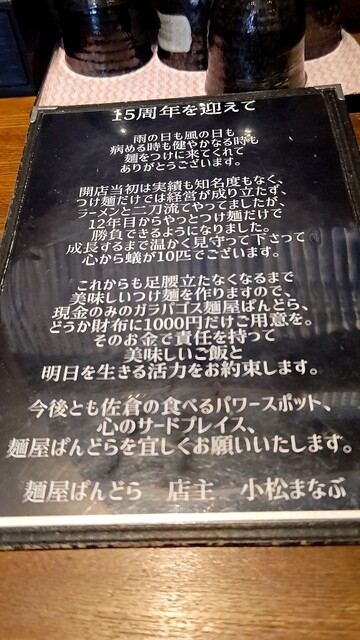 15周年を迎えて
雨の日も風の日も
病める時も健やかなる時も
麺をつけに来てくれて
ありがとうございます。
開店当初は実績も知名度もなく、
つけ麺だけでは経営が成り立たず、
ラーメンと二刀流でやってましたが、
12年目からやっとつけ麺だけで
勝負できるようになりました。
成長するまで温かく見守って下さって
心から蟻が10匹でございます。
これからも足腰立たなくなるまで
美味しいつけ麺を作りますので、
現金のみのガラパゴス麺屋ばんどら、
どうか財布に1000円だけご用意を。
そのお金で責任を持って
美味しいご飯と
明日を生きる活力をお約束します。
今後とも佐倉の食べるパワースポット、
心のサードプレイス、
麺屋ばんどらを宜しくお願いいたします。
麺屋ばんどら 店主 小松まなぶ